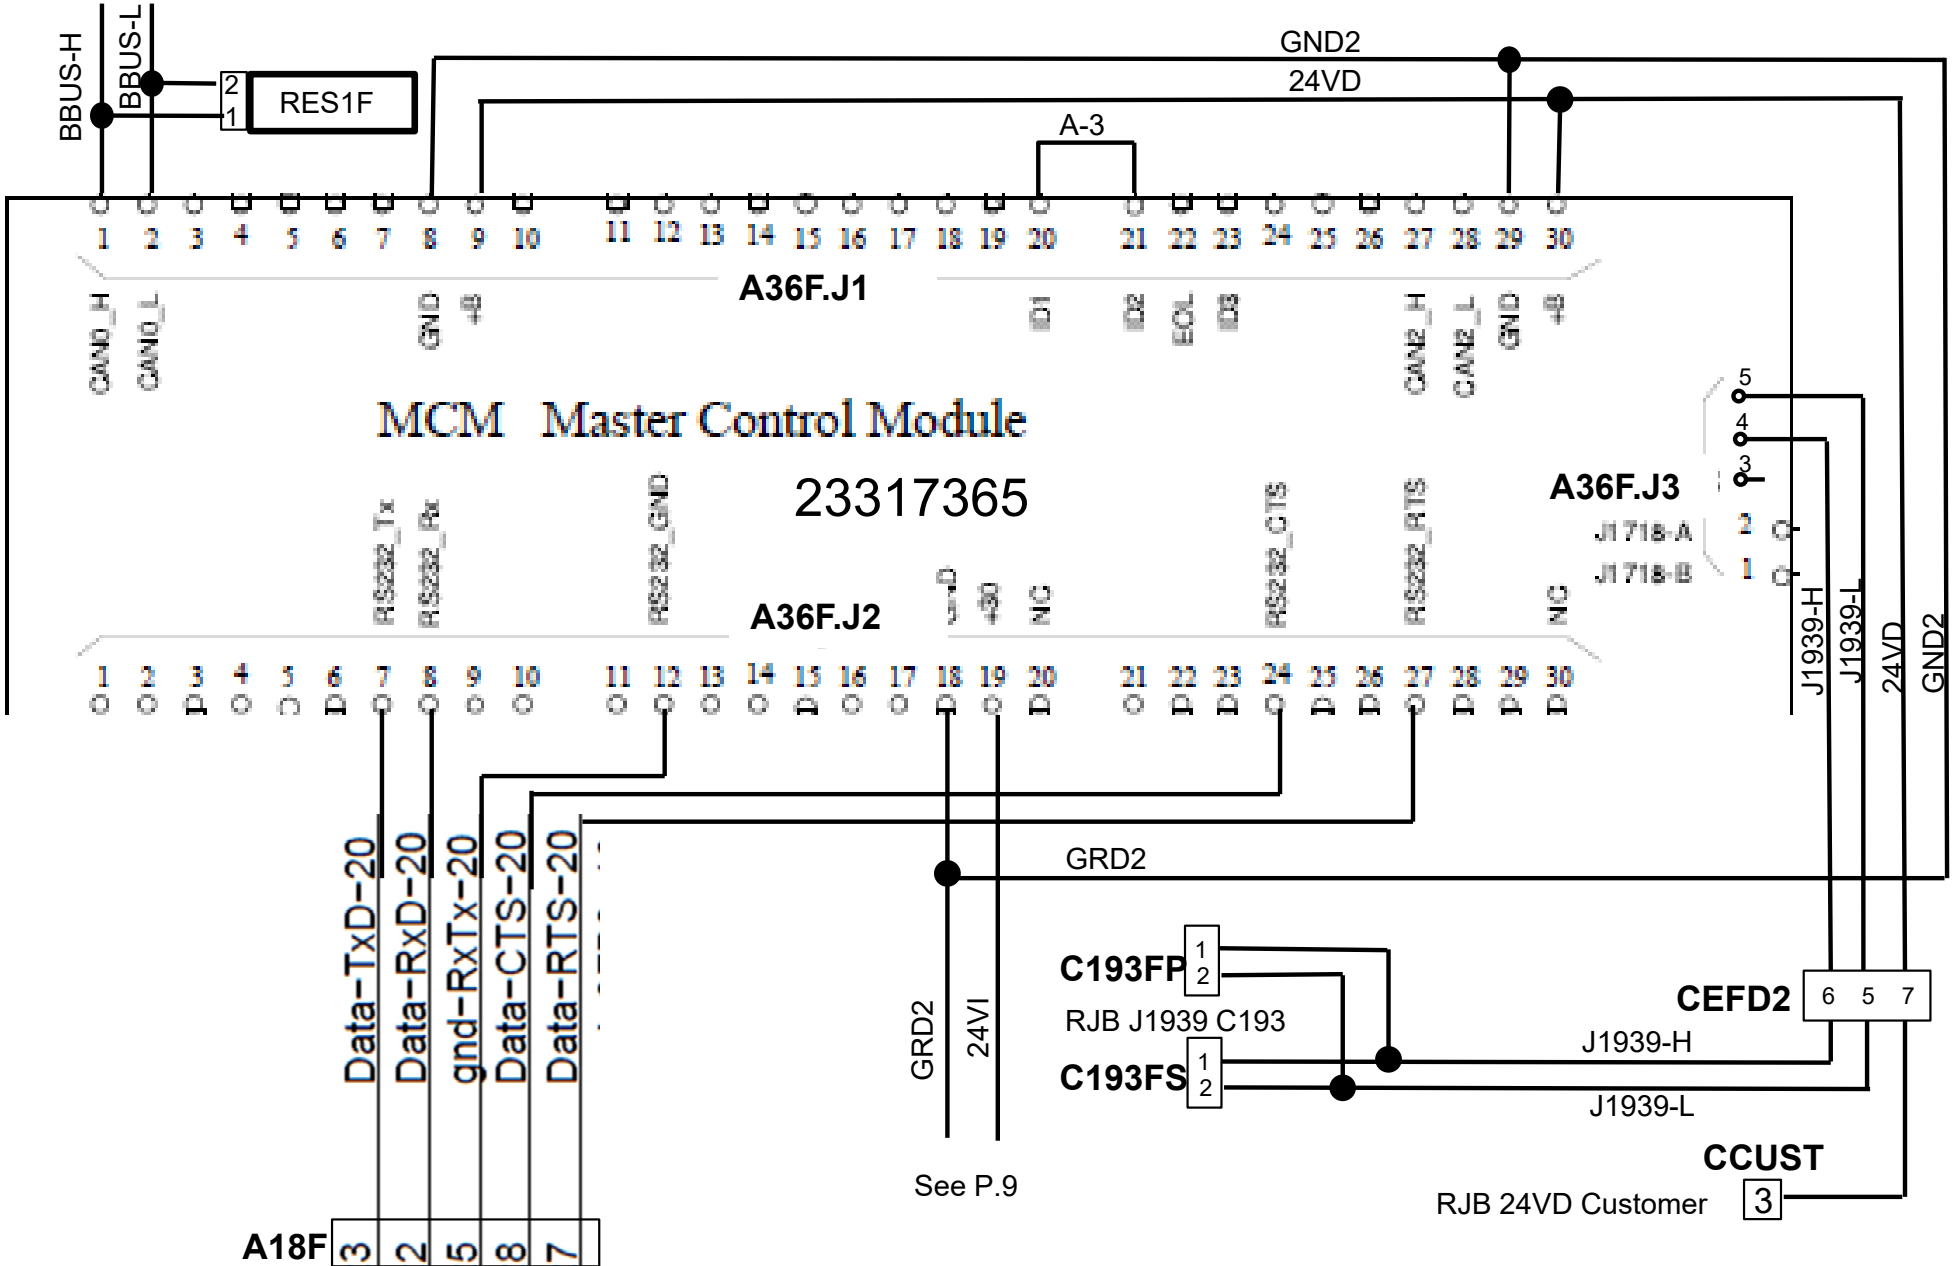 BBUS-H
BBUS-L
2
1
RES1F
GND2
24VD
A-3
1 2 3 4 5 6 7 8 9 10 11 12 13 14 15 16 17 18 19 20 21 22 23 24 25 26 27 28 29 30
A36F.J1
CAN0_H
CAN0_L
GND
+B
ID1
ID2
EOL
ID3
CAN2_H
CAN2_L
GND
+B
MCM Master Control Module
23317365
5
4
3
A36F.J3
J1718-A 2
J1718-B 1
RS232_Tx
RS232_Rx
RS232_GND
+30
NC
RS232_CTS
RS232_RTS
NC
A36F.J2
1 2 3 4 5 6 7 8 9 10 11 12 13 14 15 16 17 18 19 20 21 22 23 24 25 26 27 28 29 30
J1939-H
J1939-L
24VD
GND2
Data-TxD-20
Data-RxD-20
gnd-RxTx-20
Data-CTS-20
Data-RTS-20
GRD2
GRD2
24VI
See P.9
C193FP
1
2
RJB J1939 C193
C193FS
1
2
CEFD2
6 5 7
J1939-H
J1939-L
CCUST
RJB 24VD Customer
3
A18F
3 2 5 8 7